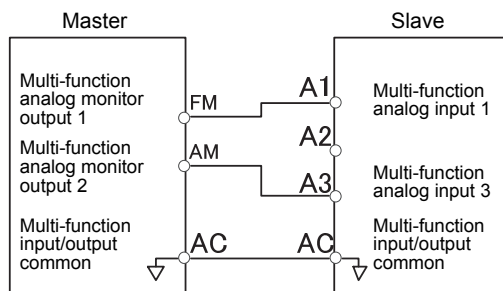 Master
Slave
Multi-function
analog monitor
output 1
FM
A1
Multi-function
analog input 1
A2
Multi-function
analog monitor
output 2
AM
A3
Multi-function
analog input 3
Multi-function
input/output
common
AC
AC
Multi-function
input/output
common